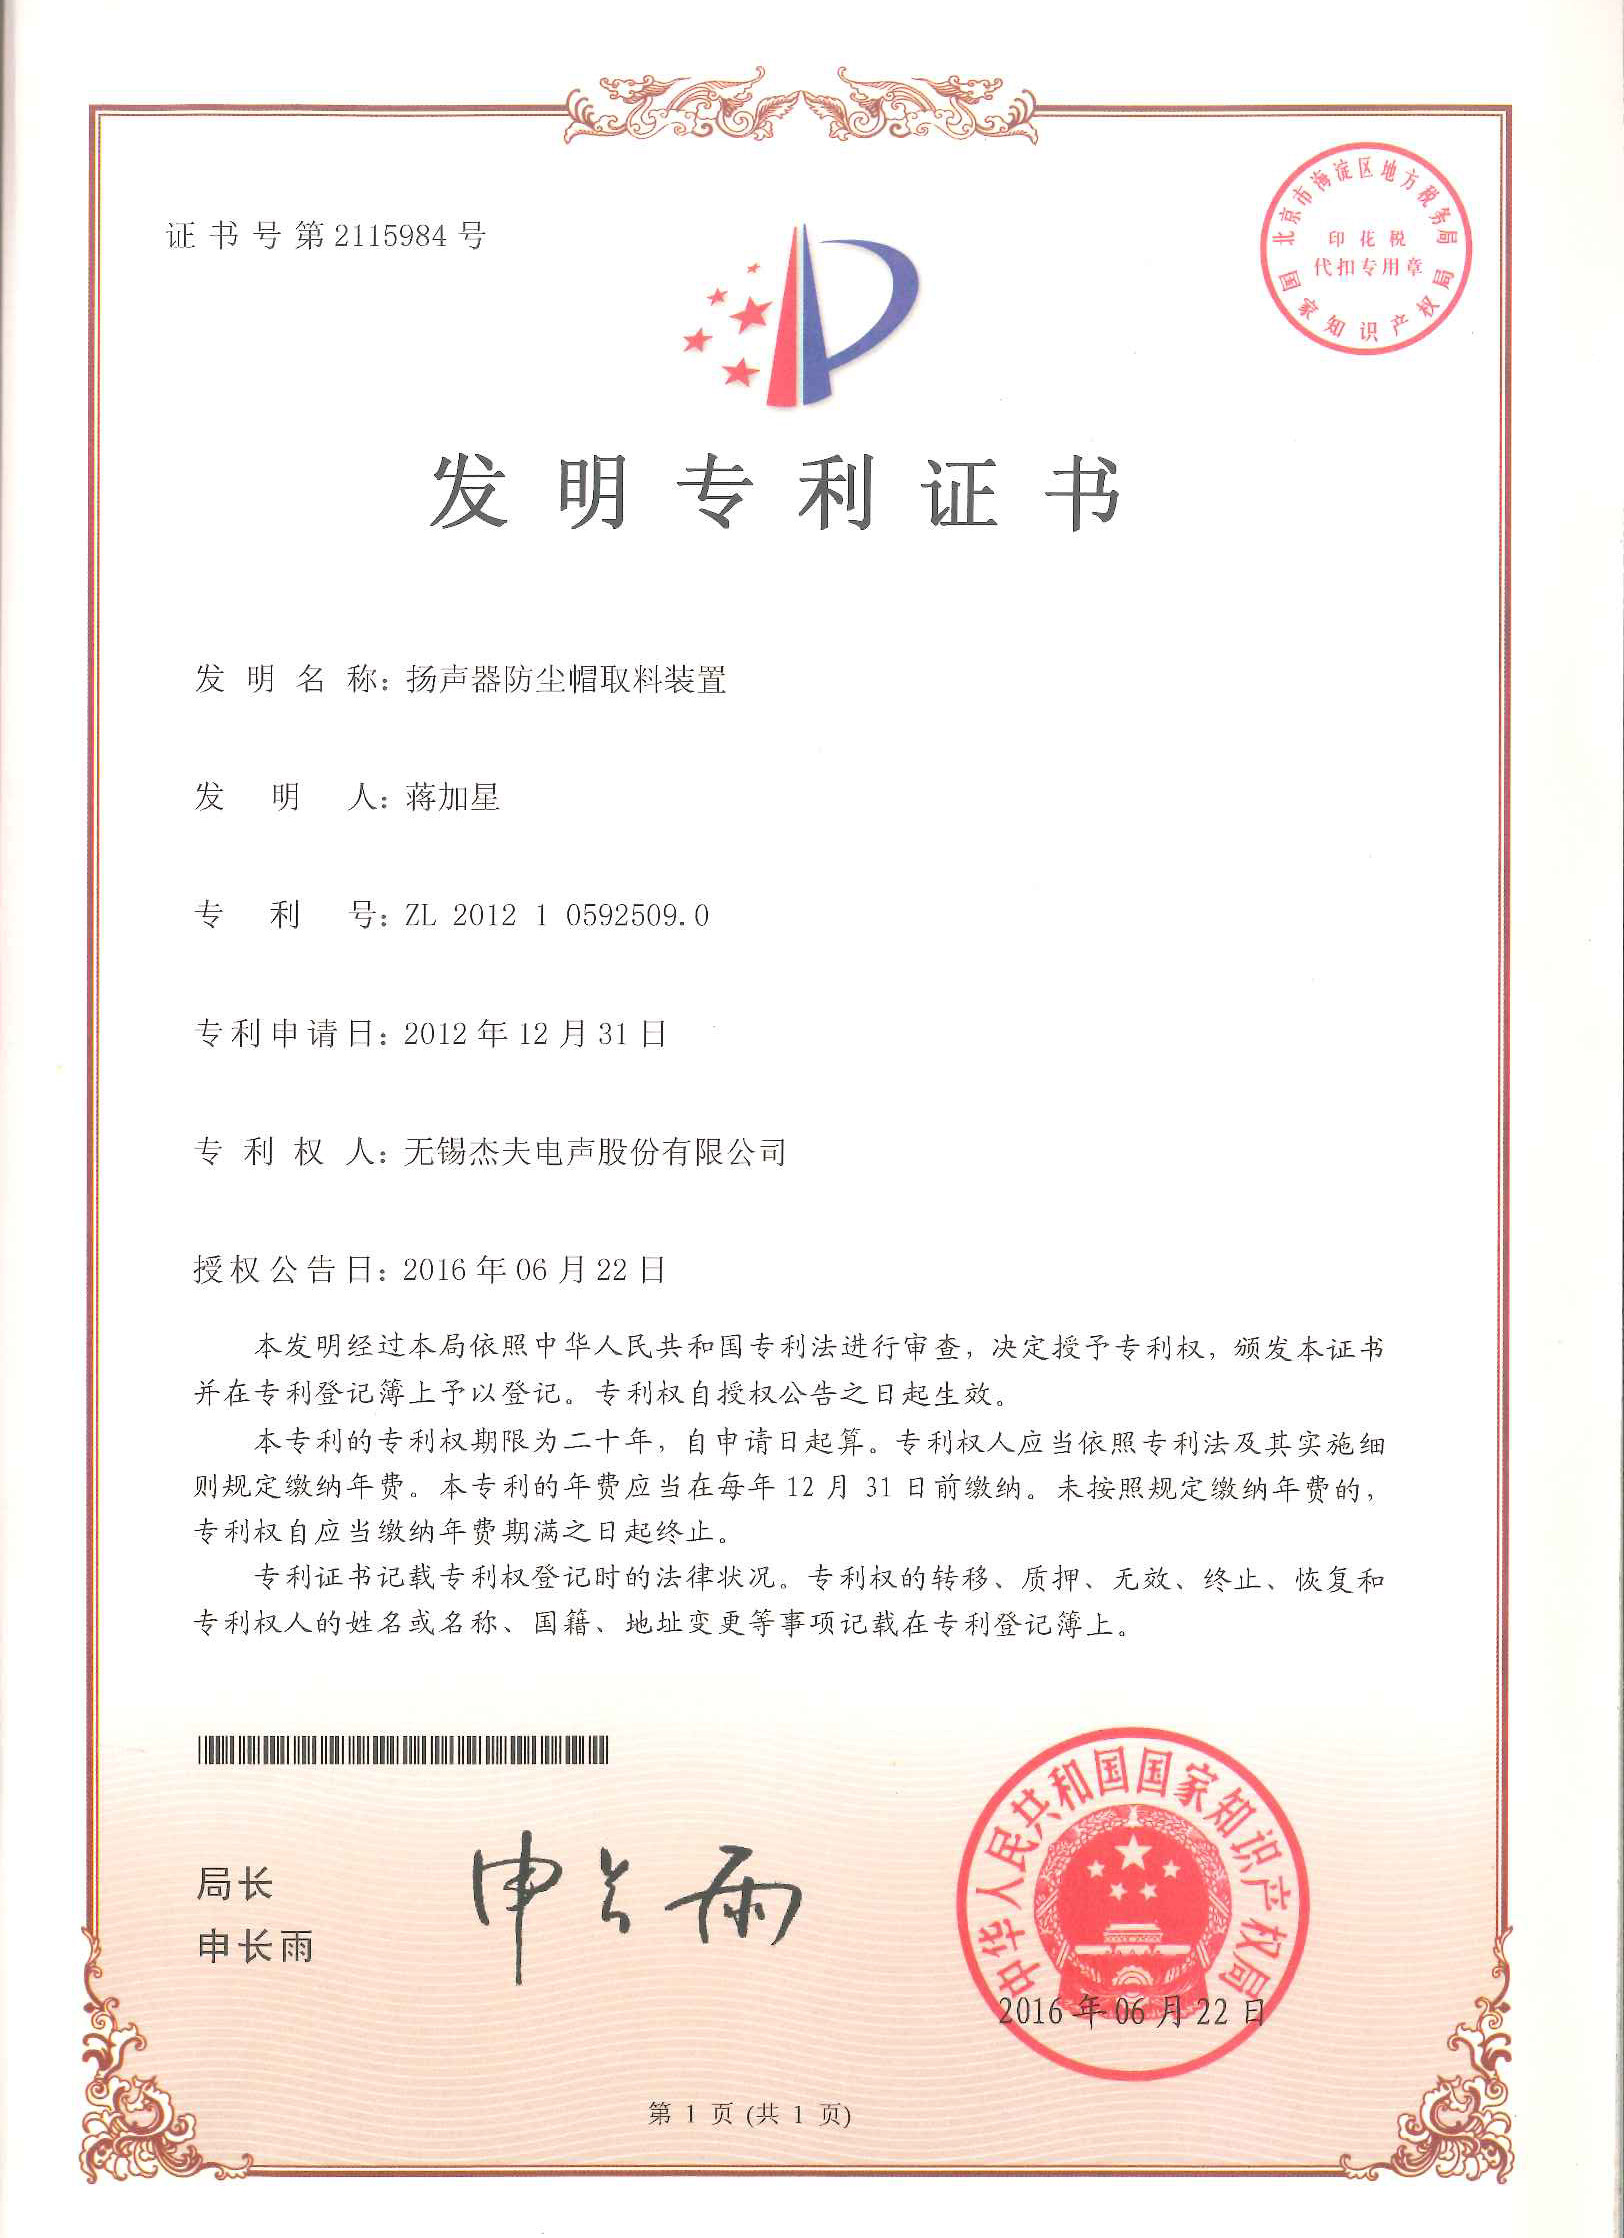 证书号第2115984号
北京市海淀区地方税务局
印花税
代扣专用章
国家知识产权局
发明专利证书
发明名称：扬声器防尘帽取料装置
发明人：蒋加星
专利号：ZL 2012 1 0592509.0
专利申请日：2012年12月31日
专利权人：无锡杰夫电声股份有限公司
授权公告日：2016年06月22日
本发明经过本局依照中华人民共和国专利法进行审查，决定授予专利权，颁发本证书
并在专利登记簿上予以登记。专利权自授权公告之日起生效。
本专利的专利权期限为二十年，自申请日起算。专利权人应当依照专利法及其实施细
则规定缴纳年费。本专利的年费应当在每年12月31日前缴纳。未按照规定缴纳年费的，
专利权自应当缴纳年费期满之日起终止。
专利证书记载专利权登记时的法律状况。专利权的转移、质押、无效、终止、恢复和
专利权人的姓名或名称、国籍、地址变更等事项记载在专利登记簿上。
局长
申长雨
申长雨
中华人民共和国国家知识产权局
2016年06月22日
第 1 页 (共 1 页)